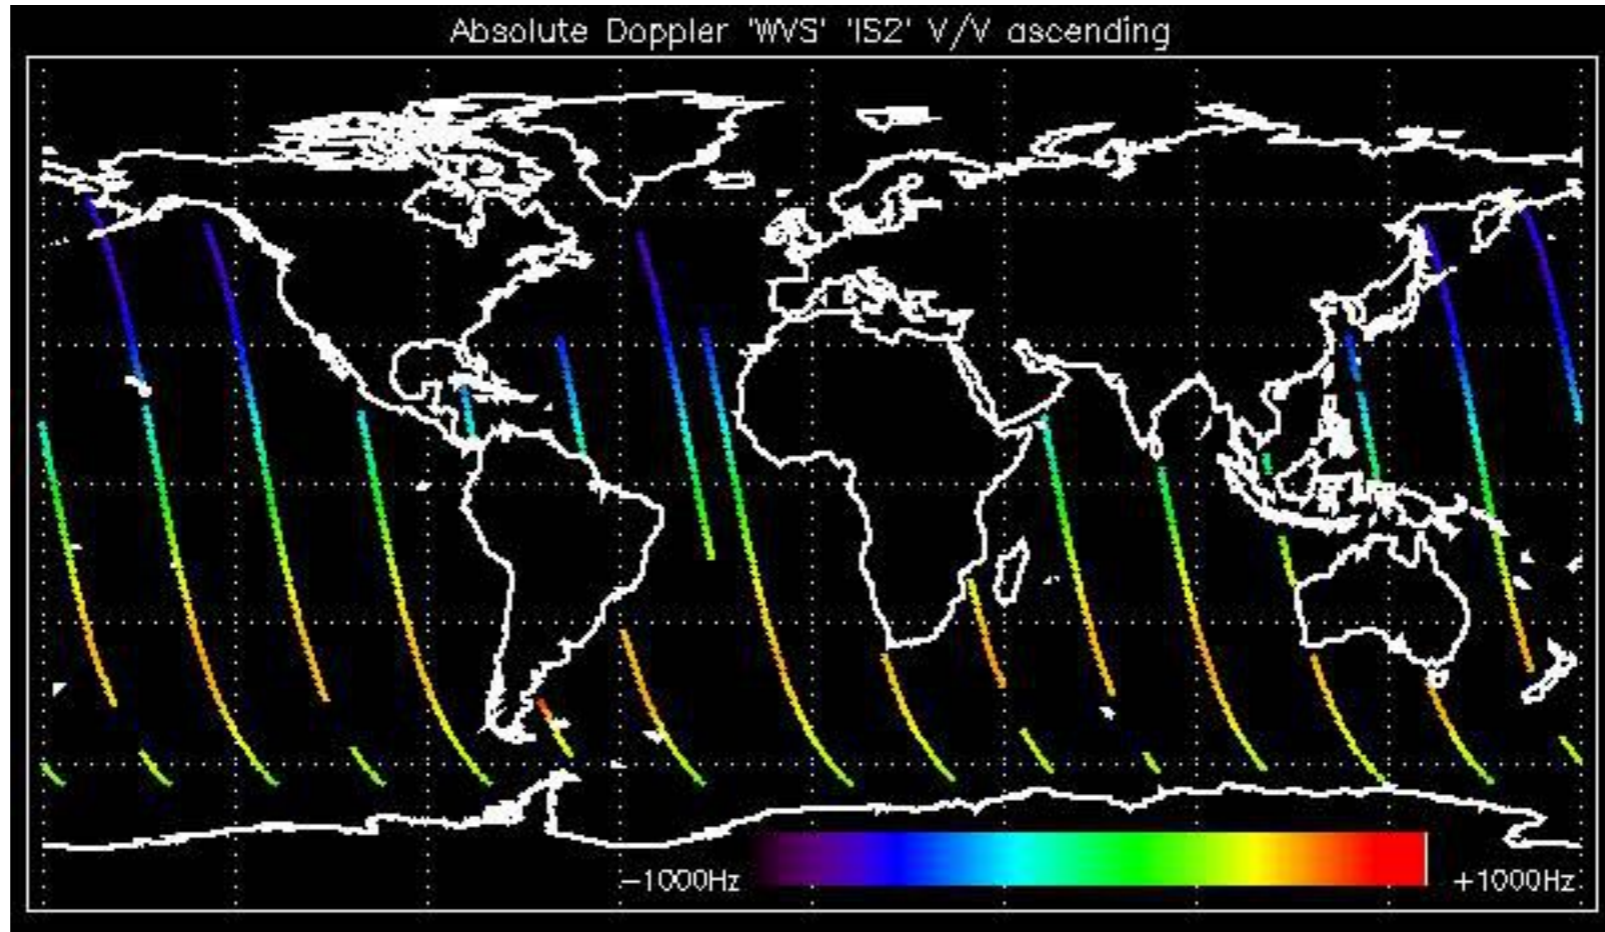 Absolute Doppler 'WVS' 'IS2' V/V ascending
−1000Hz +1000Hz